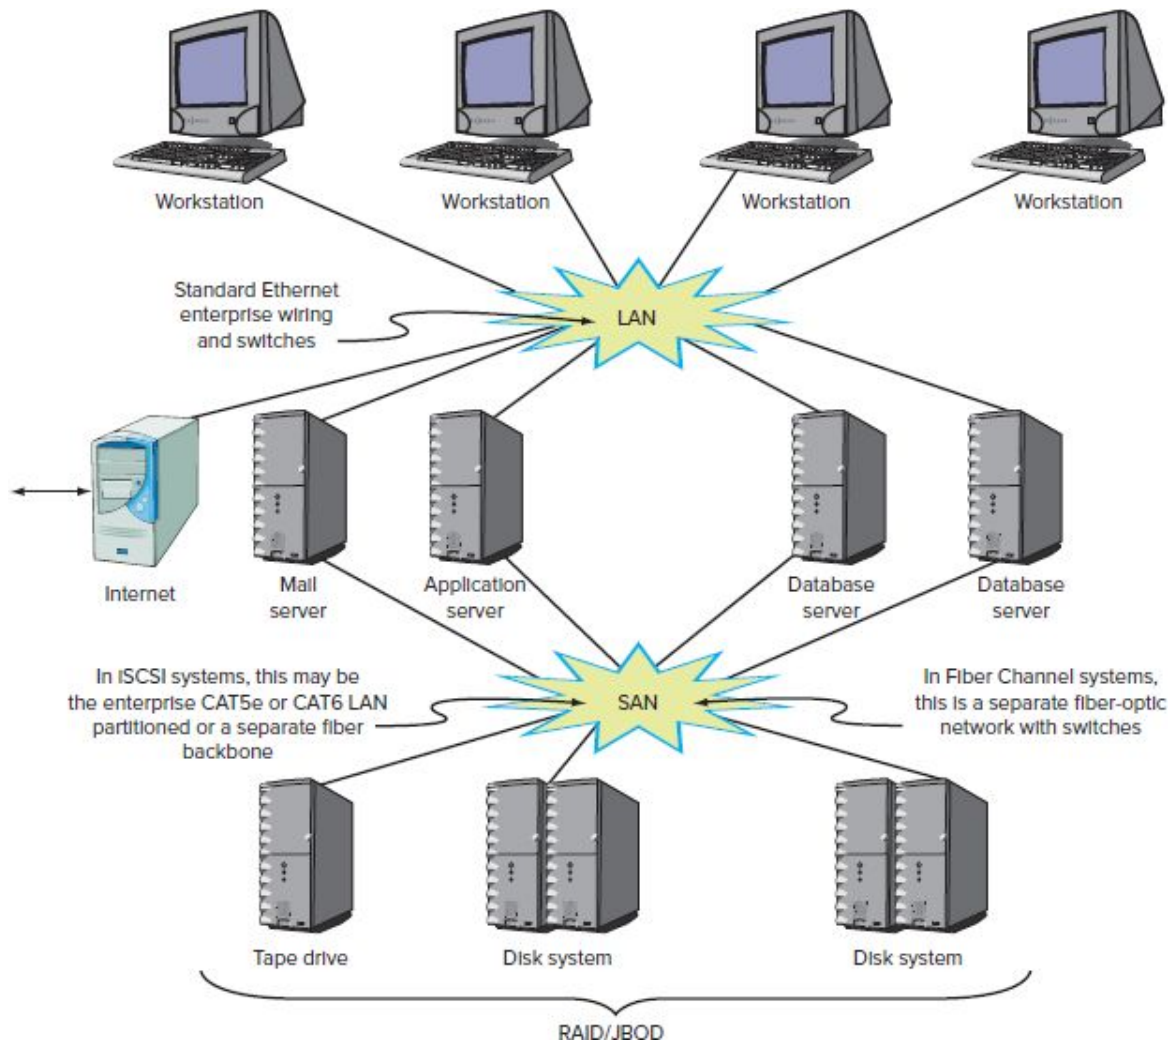 Workstation
Workstation
Workstation
Workstation
Standard Ethernet
enterprise wiring
and switches
LAN
Internet
Mail
server
Application
server
Database
server
Database
server
In iSCSI systems, this may be
the enterprise CAT5e or CAT6 LAN
partitioned or a separate fiber
backbone
SAN
In Fiber Channel systems,
this is a separate fiber-optic
network with switches
Tape drive
Disk system
Disk system
RAID/JBOD